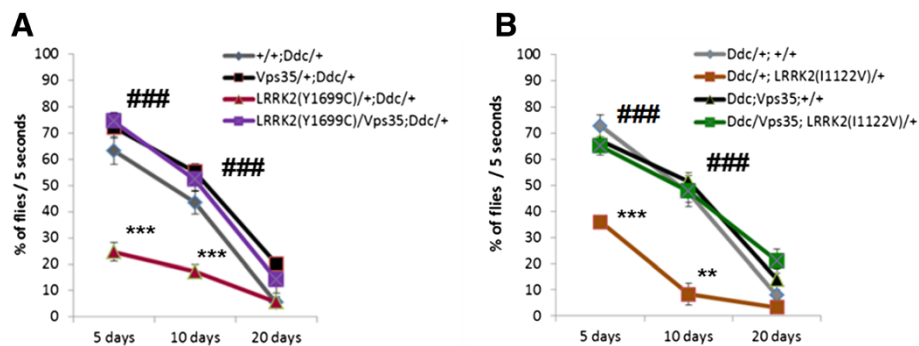 A
% of flies / 5 seconds
100
90
80
70
60
50
40
30
20
10
0
5 days
10 days
20 days
+/+;Ddc/+
Vps35/+;Ddc/+
LRRK2(Y1699C)/+;Ddc/+
LRRK2(Y1699C)/Vps35;Ddc/+
###
###
***
***
B
% of flies / 5 seconds
100
90
80
70
60
50
40
30
20
10
0
5 days
10 days
20 days
Ddc/+; +/+
Ddc/+; LRRK2(I1122V)/+
Ddc;Vps35;+/+
Ddc/Vps35; LRRK2(I1122V)/+
###
###
***
**